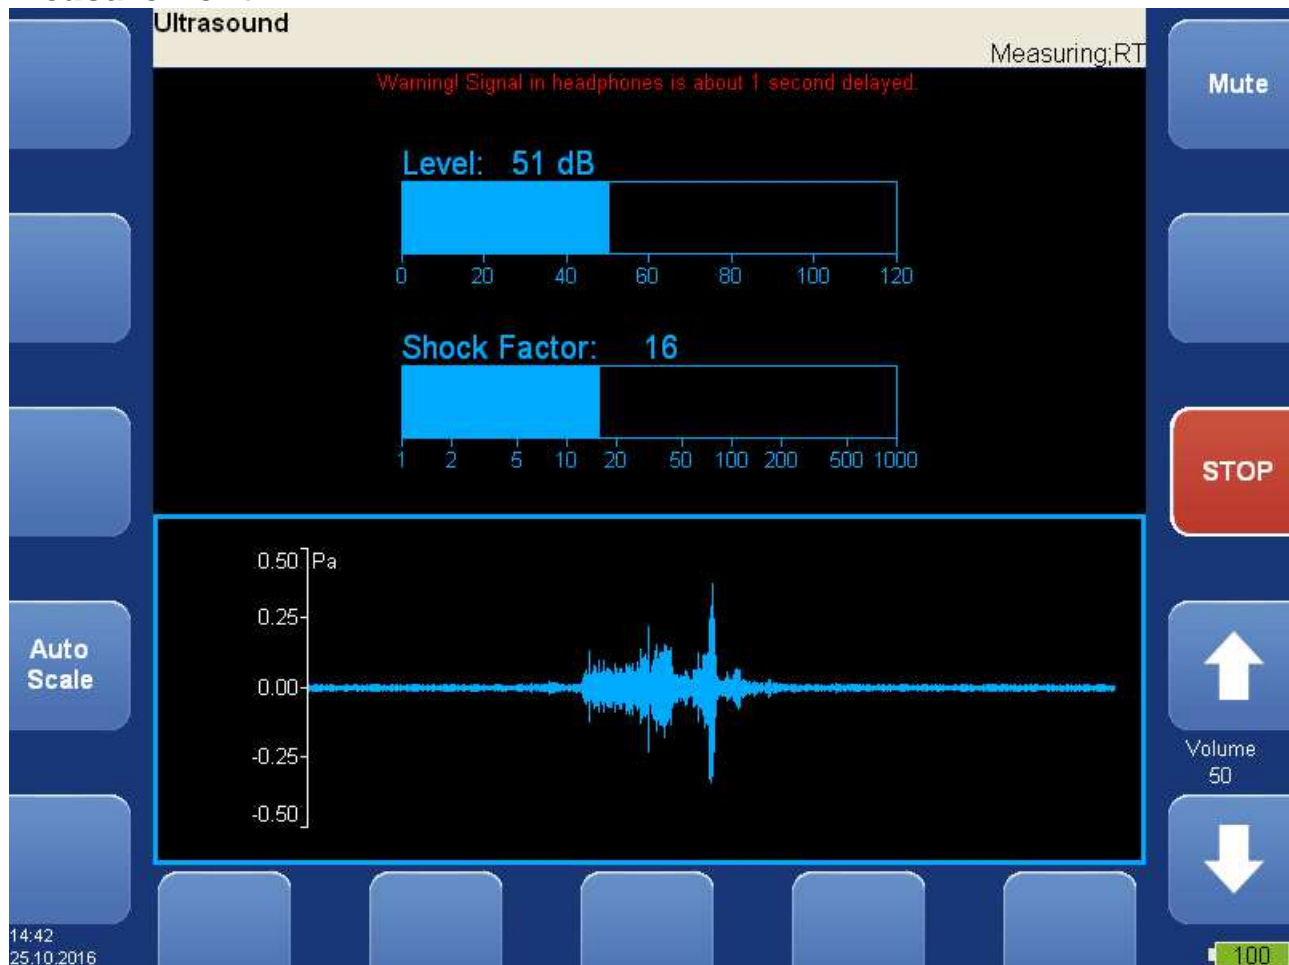 Ultrasound
Measuring;RT
Warning! Signal in headphones is about 1 second delayed.
Mute
Level: 51 dB
0 20 40 60 80 100 120
Shock Factor: 16
1 2 5 10 20 50 100 200 500 1000
STOP
0.50 Pa
0.25
0.00
-0.25
-0.50
Auto
Scale
Volume
50
14:42
25.10.2016
100